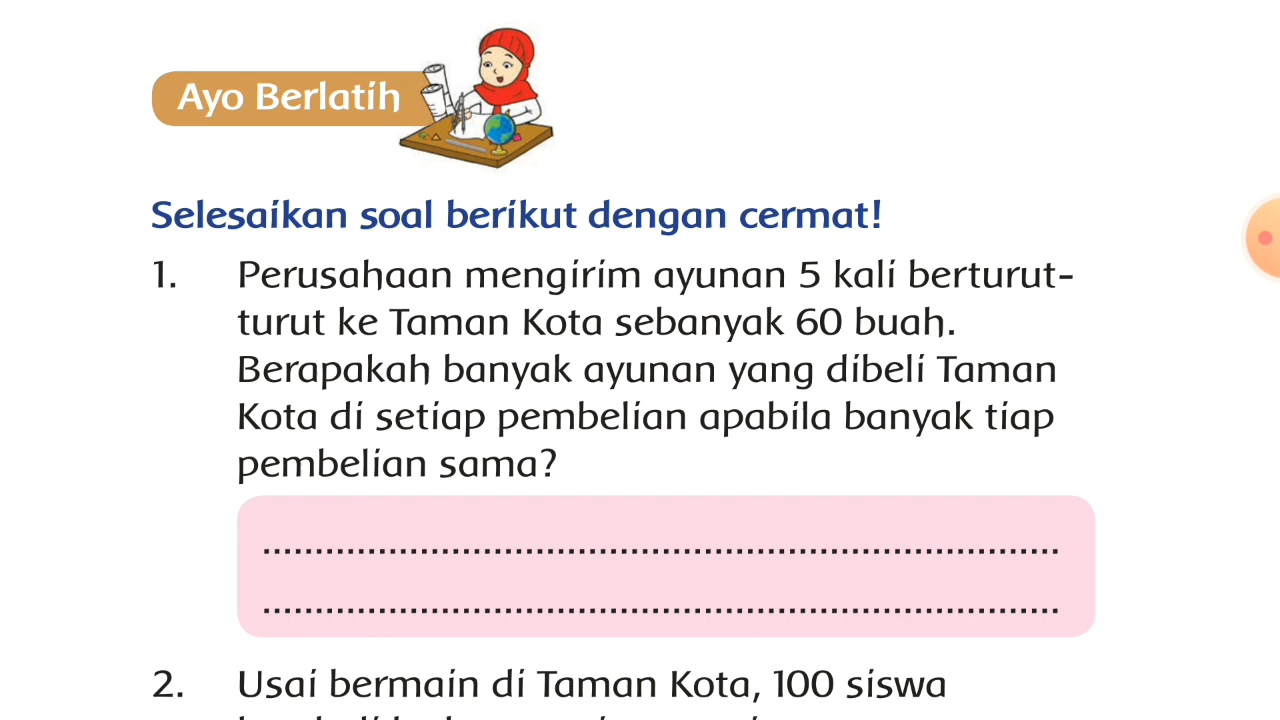 Ayo Berlatih
Selesaikan soal berikut dengan cermat!
1. Perusahaan mengirim ayunan 5 kali berturut-
turut ke Taman Kota sebanyak 60 buah.
Berapakah banyak ayunan yang dibeli Taman
Kota di setiap pembelian apabila banyak tiap
pembelian sama?
............................................................................
............................................................................
2. Usai bermain di Taman Kota, 100 siswa